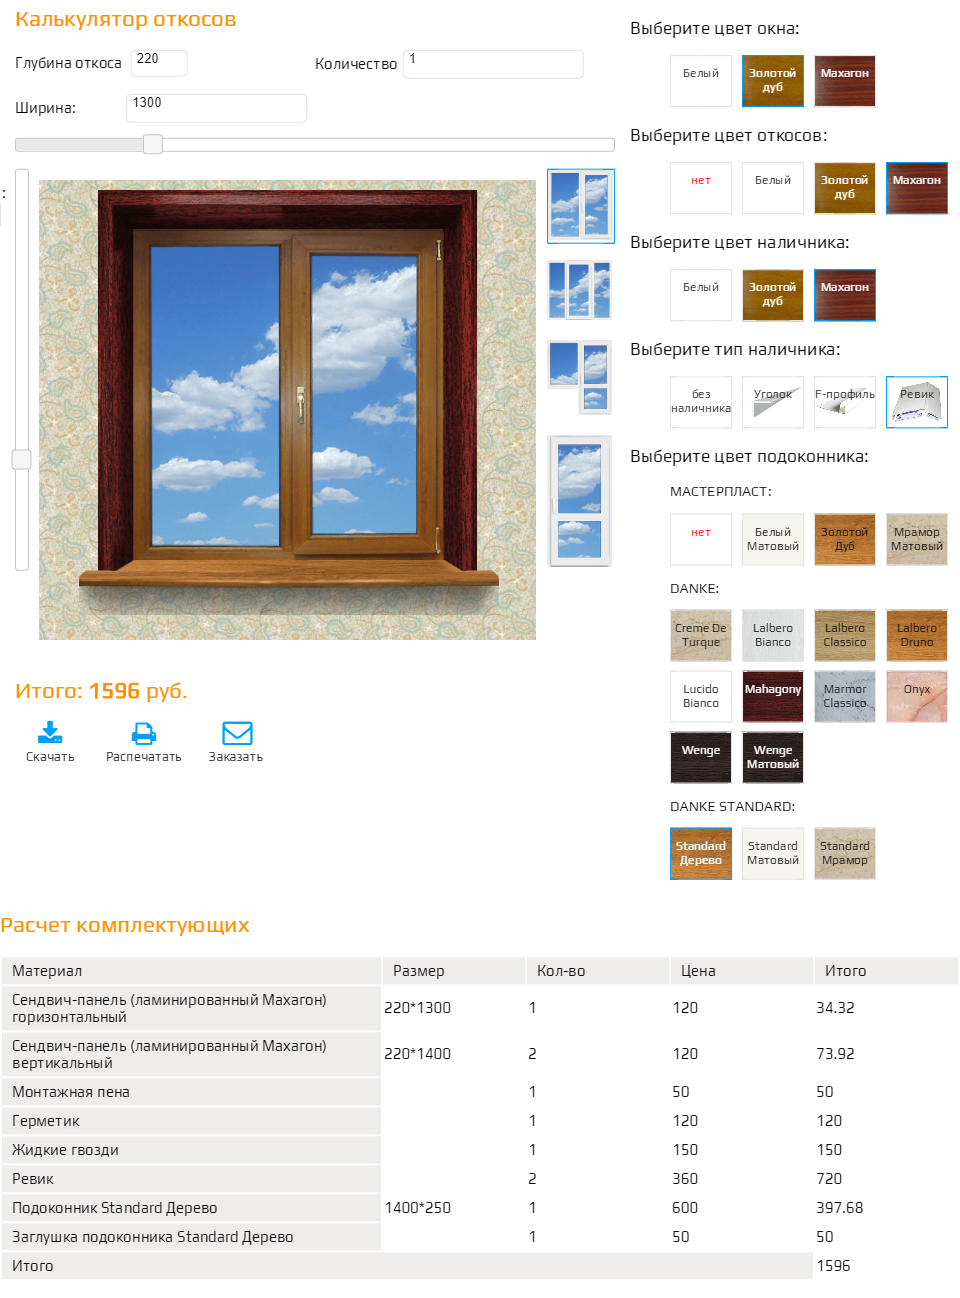 Калькулятор откосов
Глубина откоса 220
Количество 1
Ширина: 1300
:
Итого: 1596 руб.
Скачать
Распечатать
Заказать
Выберите цвет окна:
Белый
Золотой
дуб
Махагон
Выберите цвет откосов:
нет
Белый
Золотой
дуб
Махагон
Выберите цвет наличника:
Белый
Золотой
дуб
Махагон
Выберите тип наличника:
без
наличника
Уголок
F-профиль
Ревик
Выберите цвет подоконника:
МАСТЕРПЛАСТ:
нет
Белый
Матовый
Золотой
Дуб
Мрамор
Матовый
DANKE:
Creme De
Turque
Lalbero
Bianco
Lalbero
Classico
Lalbero
Druno
Lucido
Bianco
Mahagony
Marmor
Classico
Onyx
Wenge
Wenge
Матовый
DANKE STANDARD:
Standard
Дерево
Standard
Матовый
Standard
Мрамор
Расчет комплектующих
Материал Размер Кол-во Цена Итого
Сендвич-панель (ламинированный Махагон)
горизонтальный 220*1300 1 120 34.32
Сендвич-панель (ламинированный Махагон)
вертикальный 220*1400 2 120 73.92
Монтажная пена 1 50 50
Герметик 1 120 120
Жидкие гвозди 1 150 150
Ревик 2 360 720
Подоконник Standard Дерево 1400*250 1 600 397.68
Заглушка подоконника Standard Дерево 1 50 50
Итого 1596